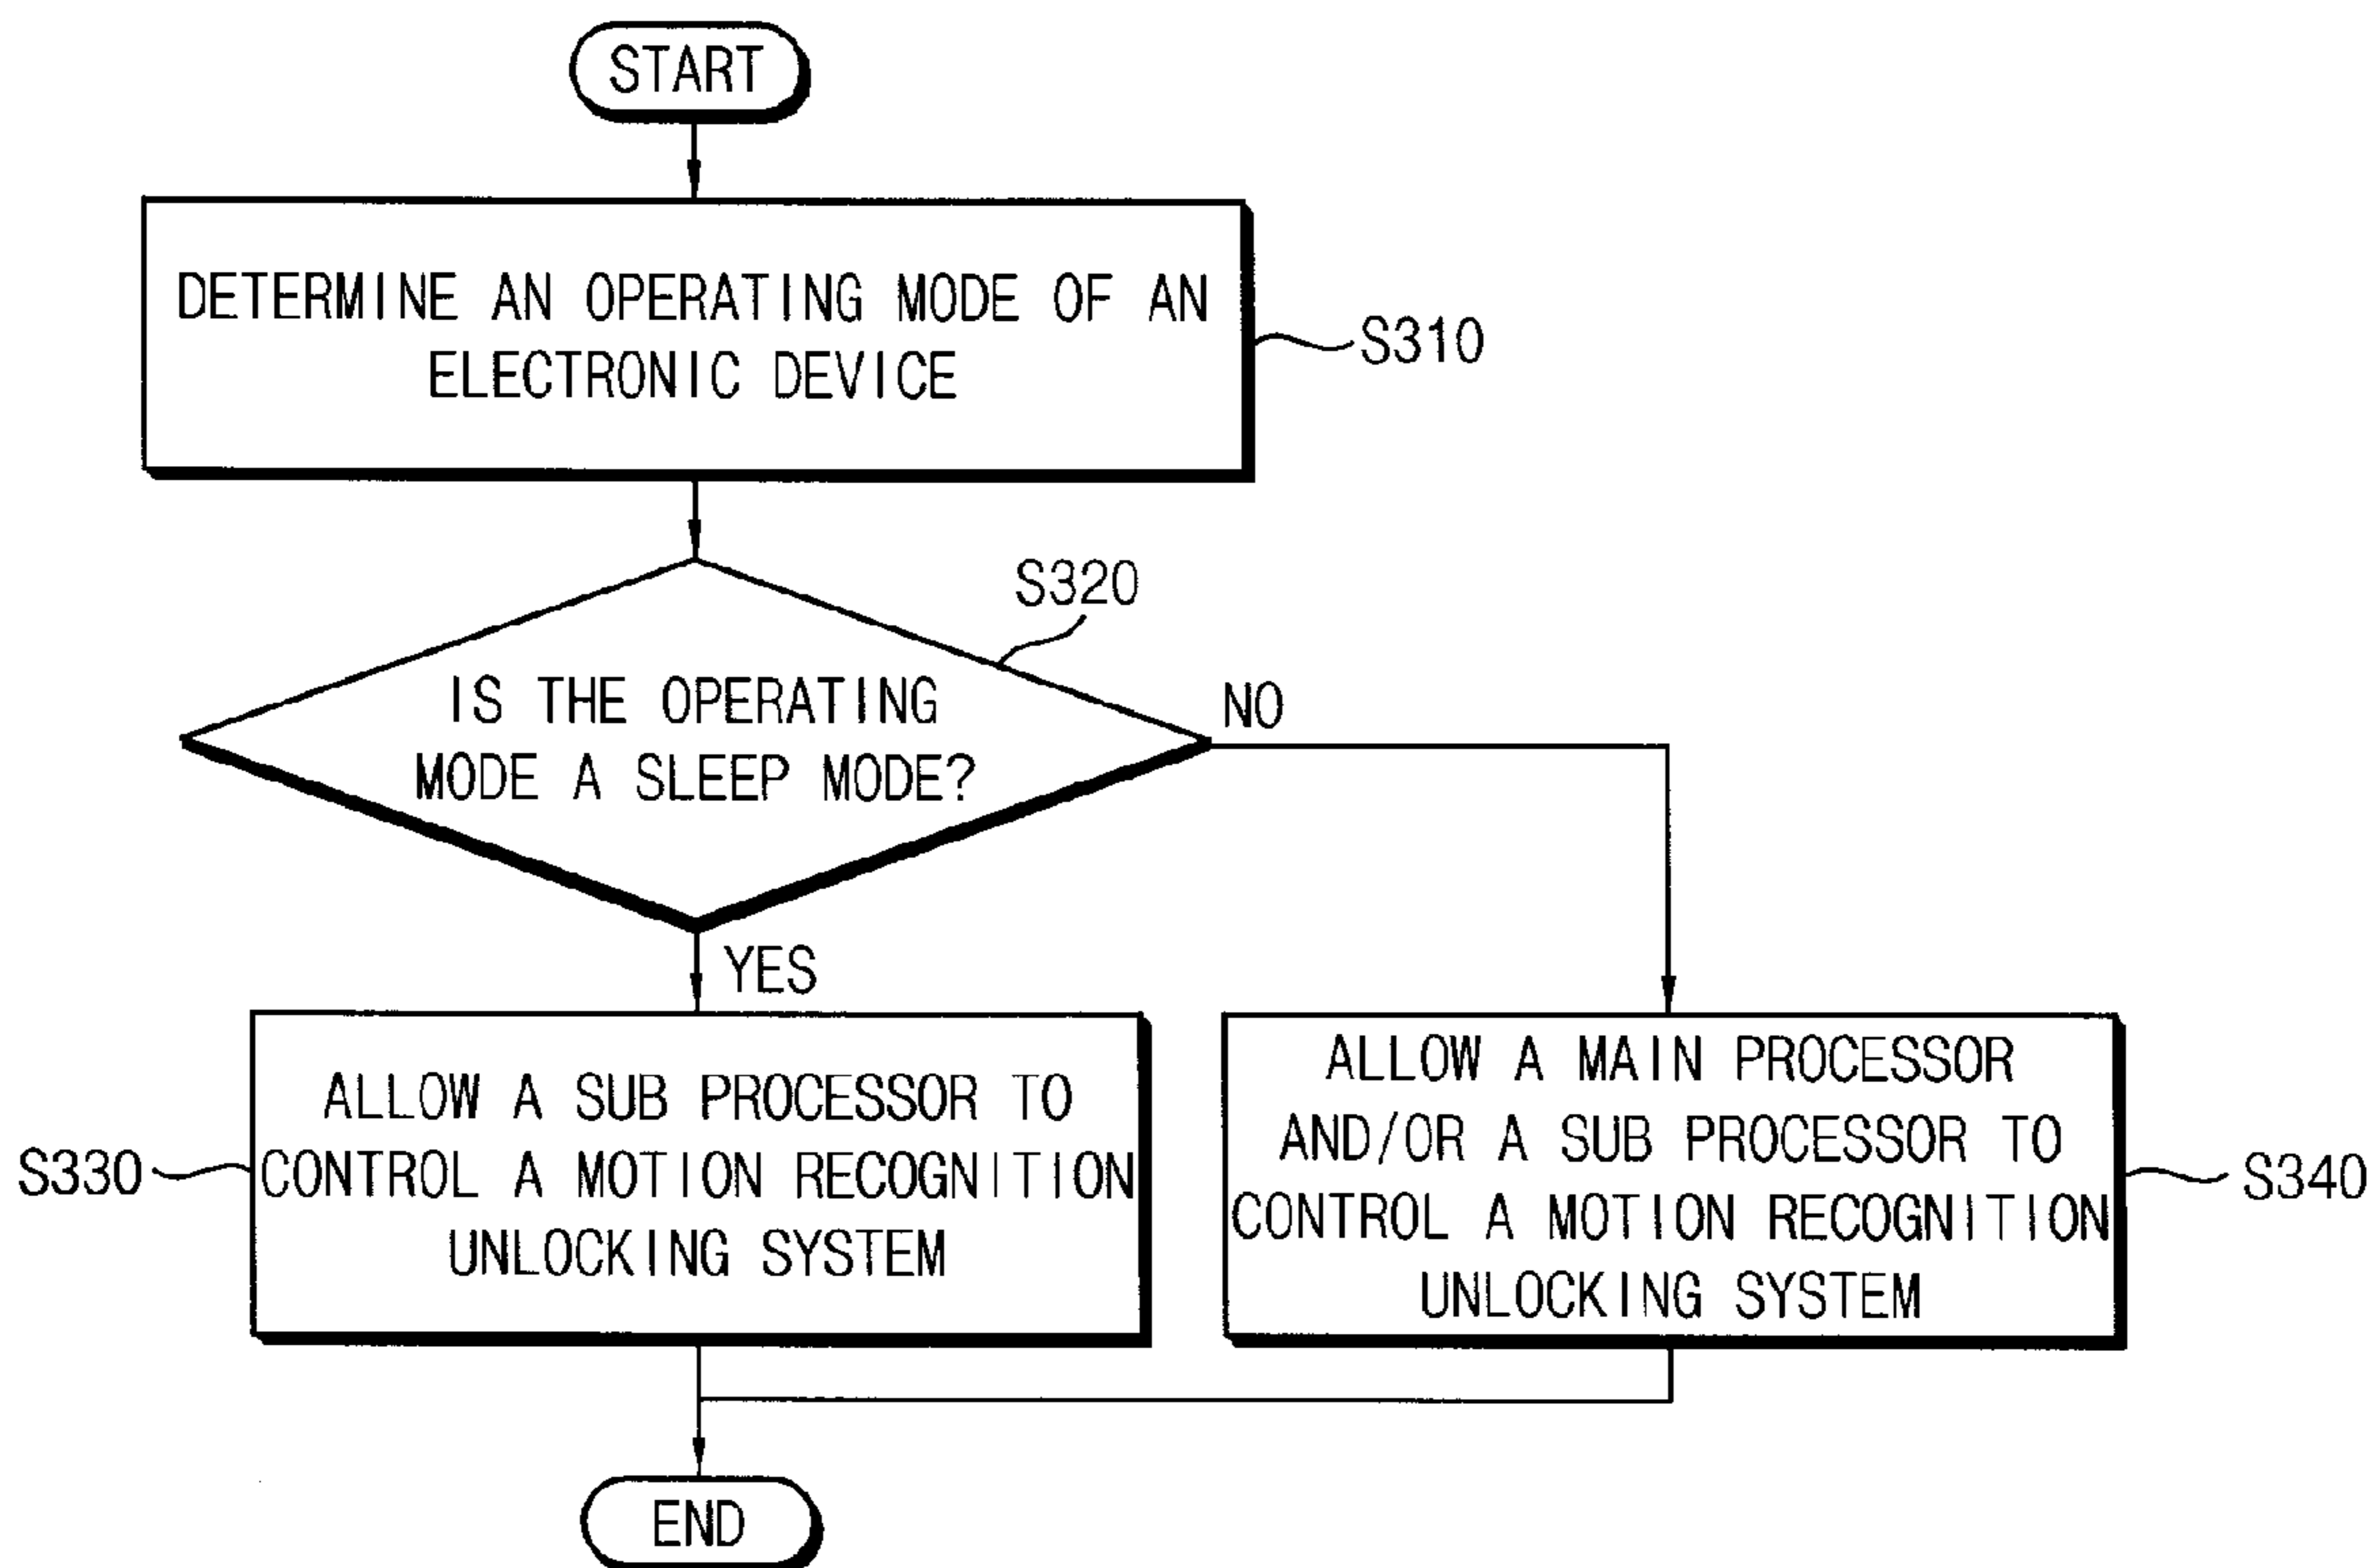 START
DETERMINE AN OPERATING MODE OF AN
ELECTRONIC DEVICE
S310
S320
IS THE OPERATING
MODE A SLEEP MODE?
NO
YES
S330
ALLOW A SUB PROCESSOR TO
CONTROL A MOTION RECOGNITION
UNLOCKING SYSTEM
ALLOW A MAIN PROCESSOR
AND/OR A SUB PROCESSOR TO
CONTROL A MOTION RECOGNITION
UNLOCKING SYSTEM
S340
END